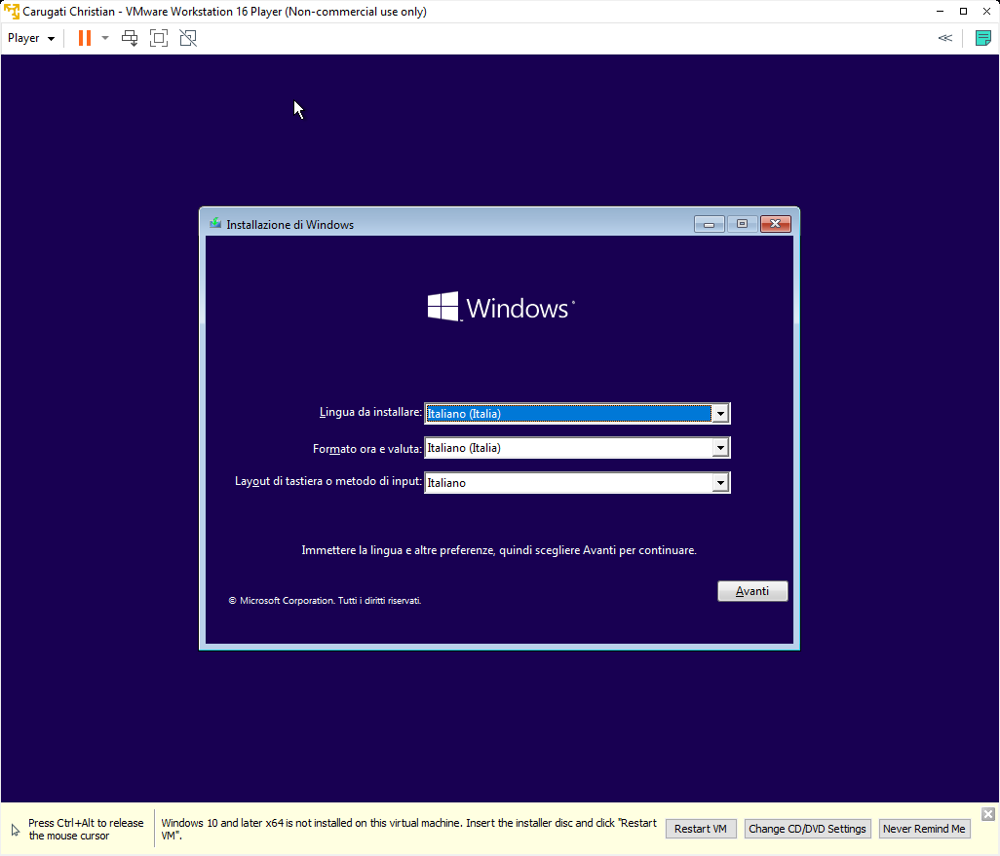 Carugati Christian - VMware Workstation 16 Player (Non-commercial use only)
Player
Installazione di Windows
Windows
Lingua da installare: Italiano (Italia)
Formato ora e valuta: Italiano (Italia)
Layout di tastiera o metodo di input: Italiano
Immettere la lingua e altre preferenze, quindi scegliere Avanti per continuare.
Avanti
© Microsoft Corporation. Tutti i diritti riservati.
Press Ctrl+Alt to release
the mouse cursor
Windows 10 and later x64 is not installed on this virtual machine. Insert the installer disc and click "Restart
VM".
Restart VM
Change CD/DVD Settings
Never Remind Me